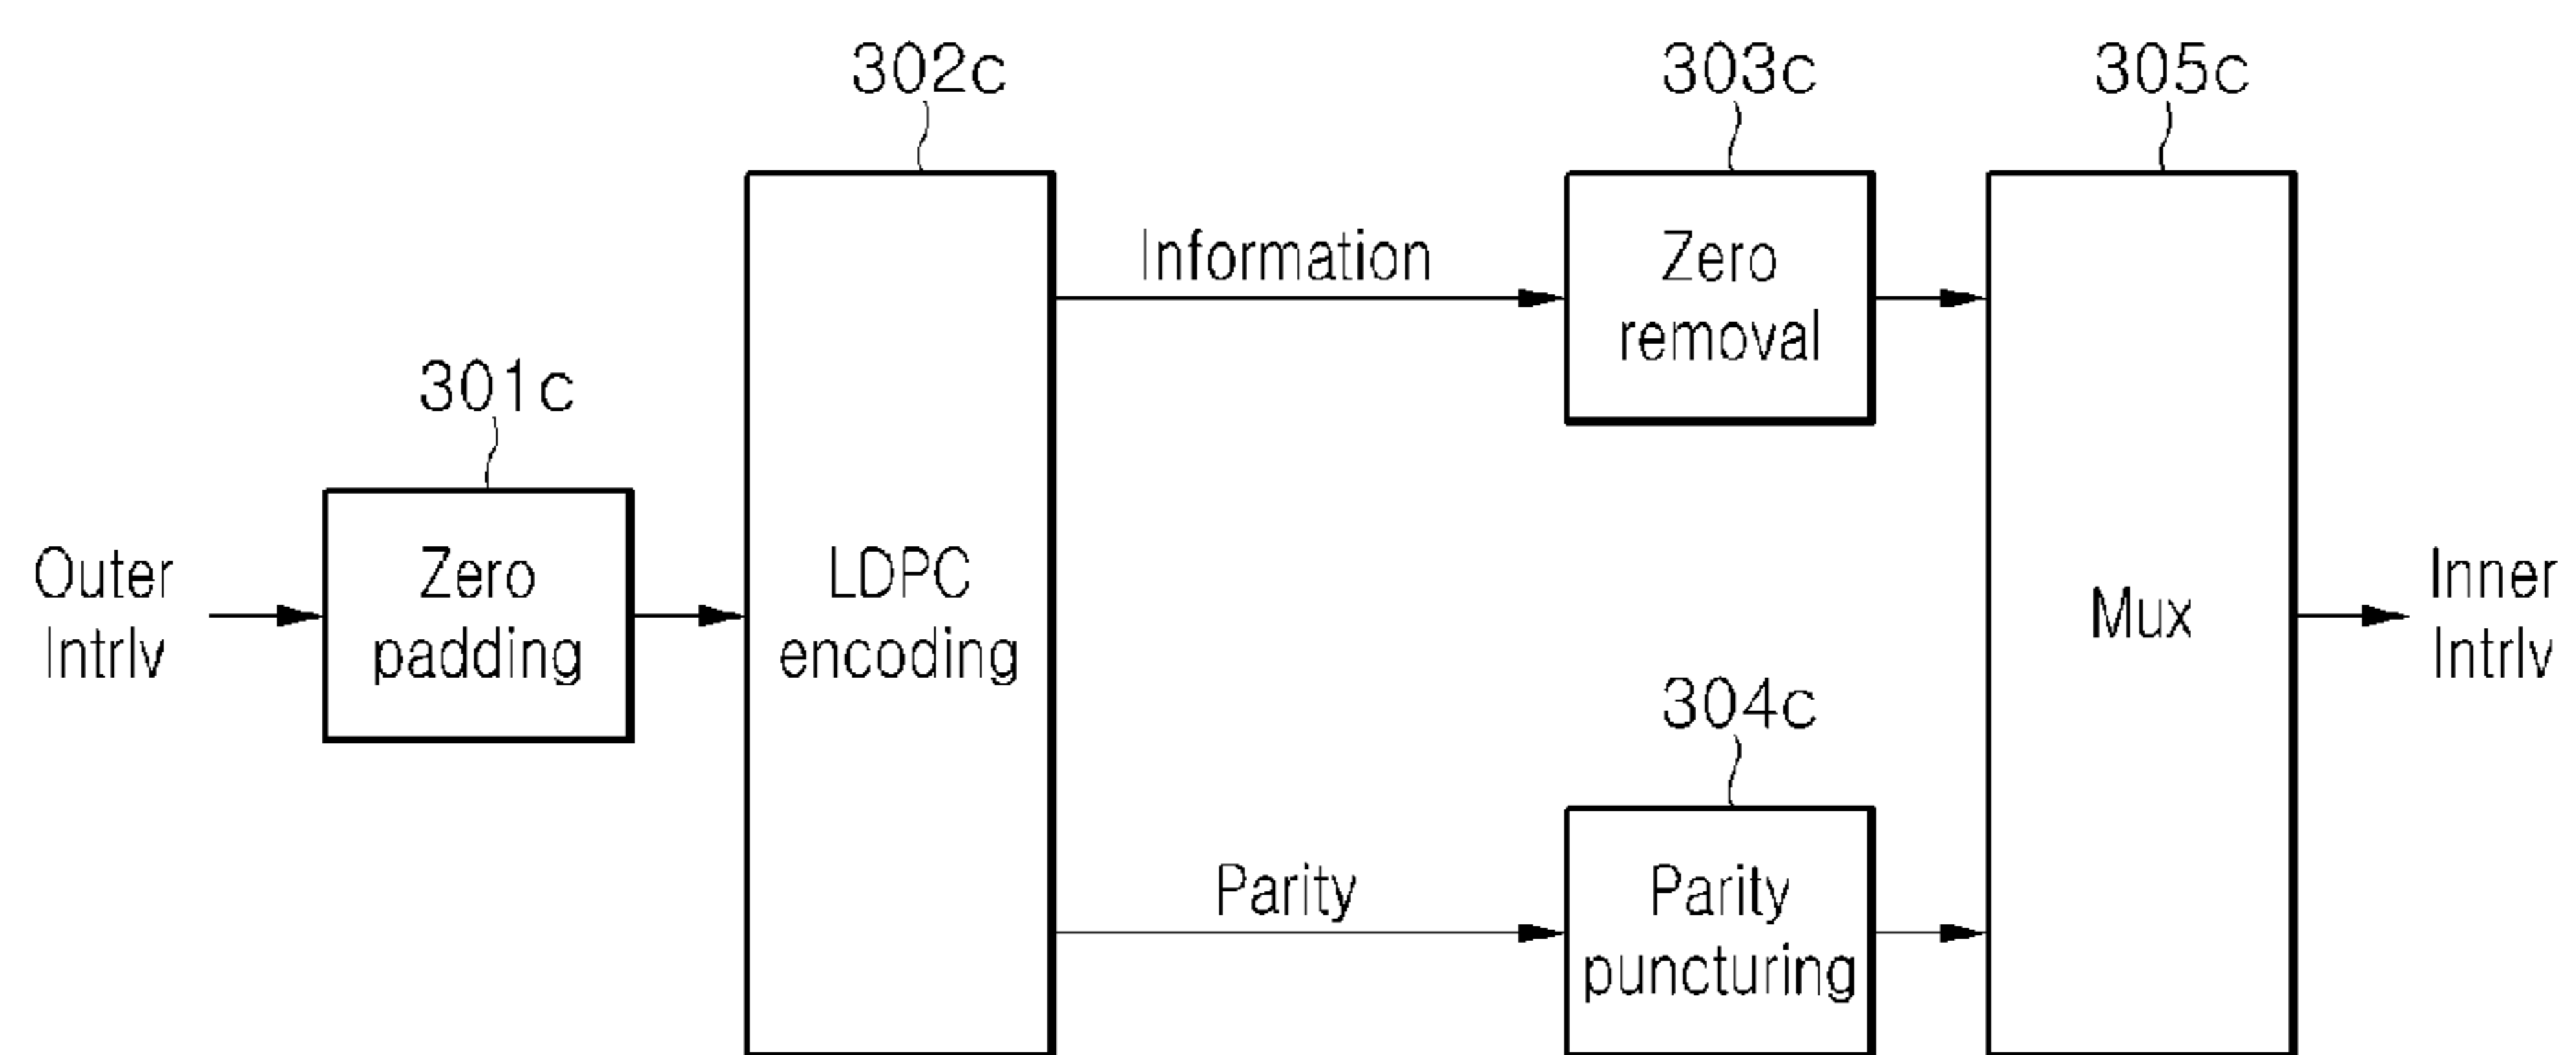 302c
303c
305c
Information
Zero
removal
301c
Outer
Intrlv
Zero
padding
LDPC
encoding
Mux
Inner
Intrlv
304c
Parity
Parity
puncturing